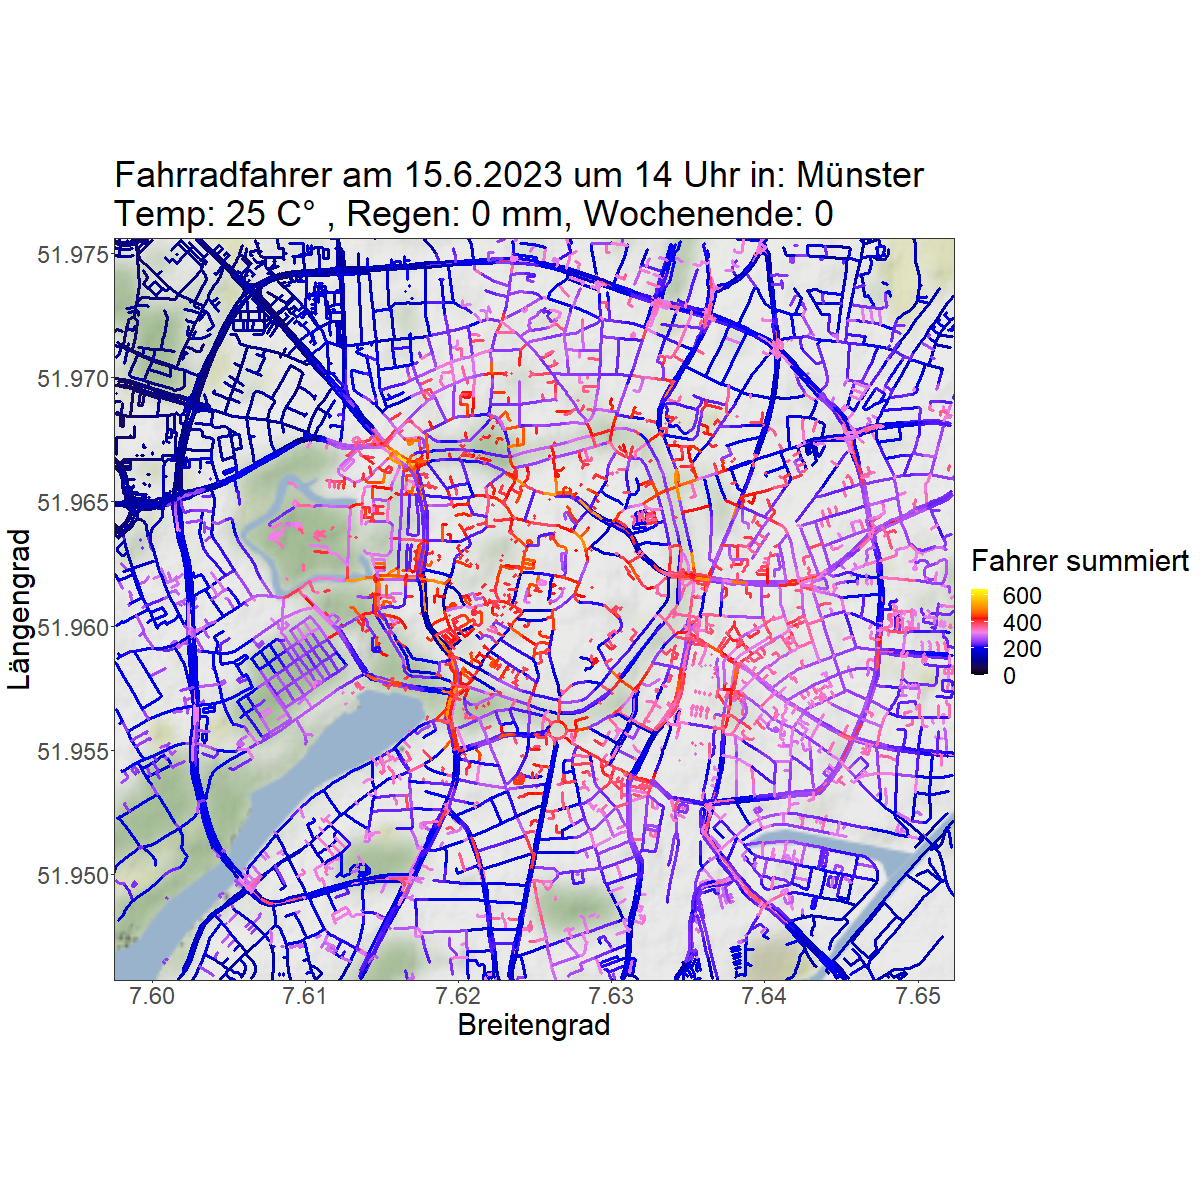 Fahrradfahrer am 15.6.2023 um 14 Uhr in: Münster
Temp: 25 C° , Regen: 0 mm, Wochenende: 0
51.975
51.970
51.965
51.960
51.955
51.950
Längengrad
7.60 7.61 7.62 7.63 7.64 7.65
Breitengrad
Fahrer summiert
600
400
200
0